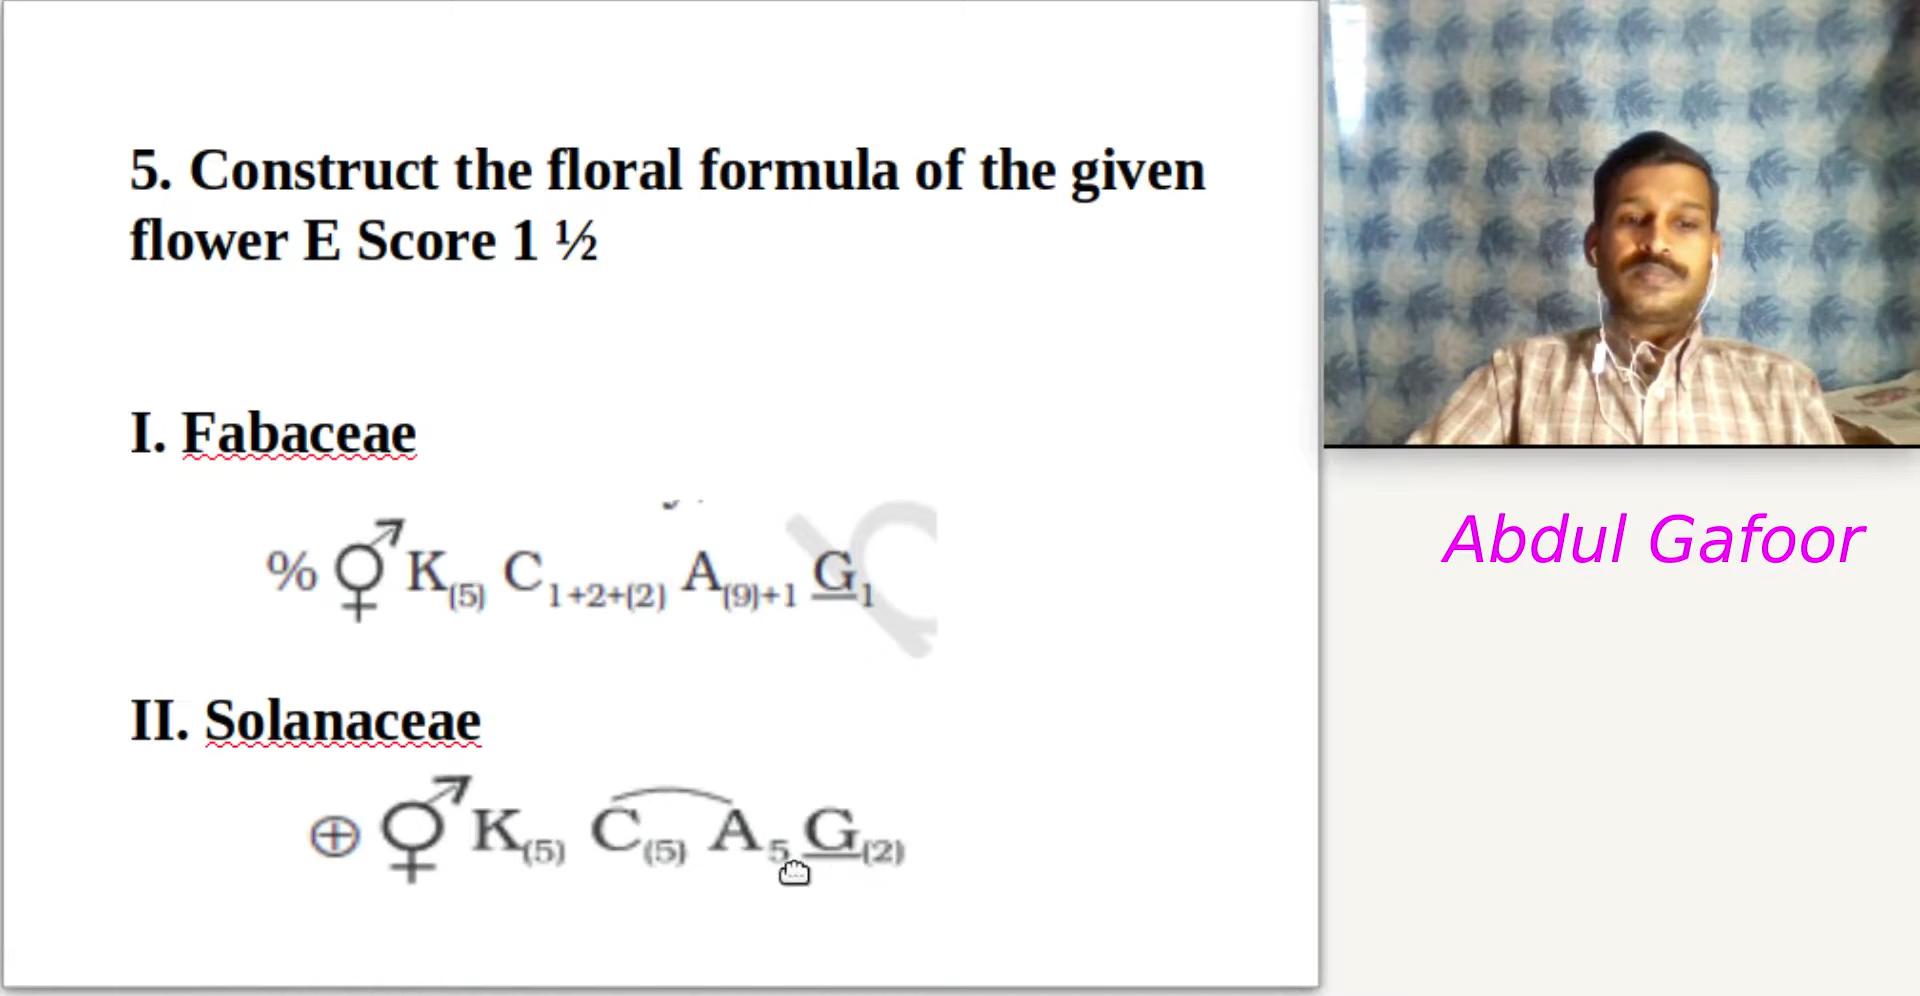 5. Construct the floral formula of the given
flower E Score 1 ½
I. Fabaceae
% ⚥ K(5) C1+2+(2) A(9)+1 G1
II. Solanaceae
⊕ ⚥ K(5) C(5) A5 G(2)
Abdul Gafoor